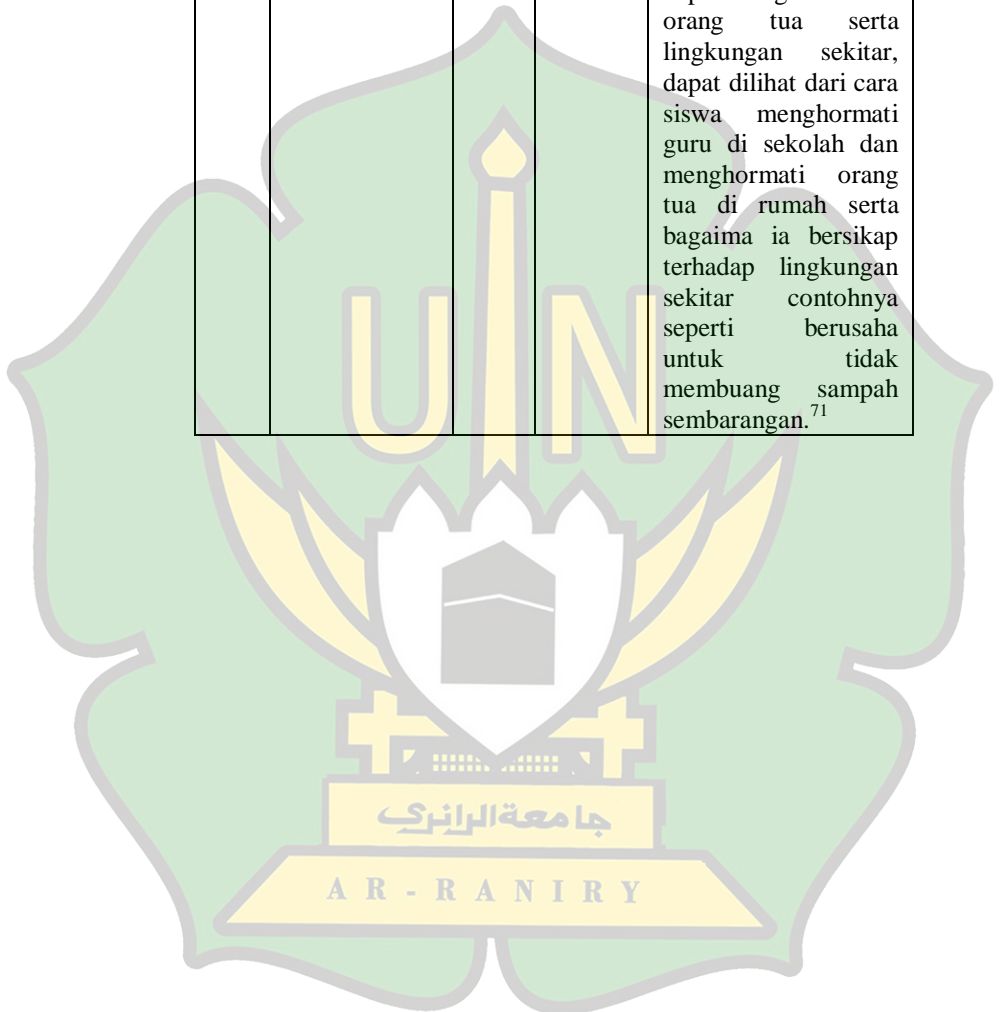 orang tua serta
lingkungan sekitar,
dapat dilihat dari cara
siswa menghormati
guru di sekolah dan
menghormati orang
tua di rumah serta
bagaima ia bersikap
terhadap lingkungan
sekitar contohnya
seperti berusaha
untuk tidak
membuang sampah
sembarangan.71
UIN
جامعة الرانري
AR-RANIRY